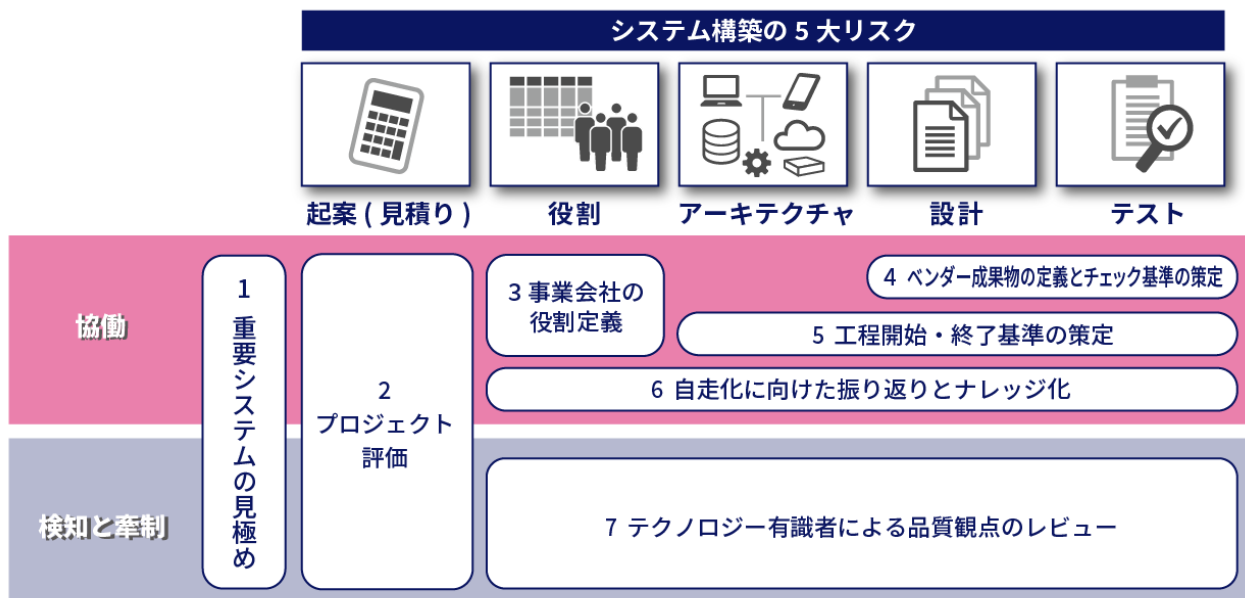 システム構築の5大リスク
起案(見積り)
役割
アーキテクチャ
設計
テスト
協働
検知と牽制
1
重要システムの見極め
2
プロジェクト
評価
3 事業会社の
役割定義
4 ベンダー成果物の定義とチェック基準の策定
5 工程開始・終了基準の策定
6 自走化に向けた振り返りとナレッジ化
7 テクノロジー有識者による品質観点のレビュー